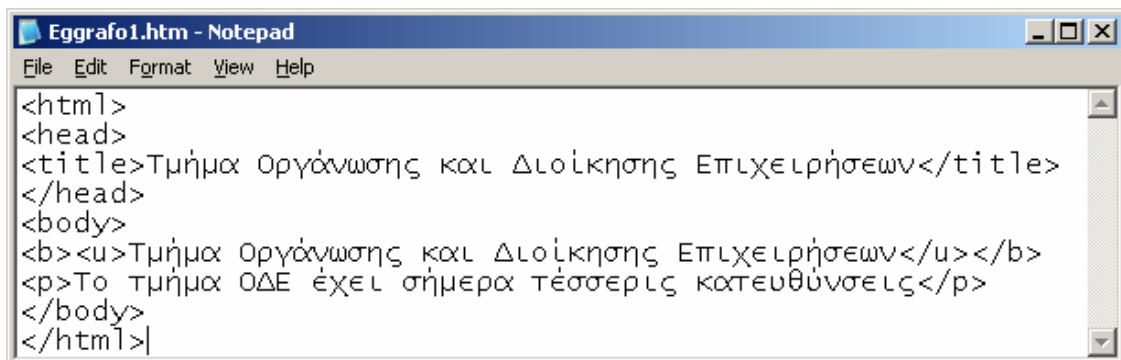 Eggrafo1.htm - Notepad
File Edit Format View Help
<html>
<head>
<title>Τμήμα Οργάνωσης και Διοίκησης Επιχειρήσεων</title>
</head>
<body>
<b><u>Τμήμα Οργάνωσης και Διοίκησης Επιχειρήσεων</u></b>
<p>Το τμήμα ΟΔΕ έχει σήμερα τέσσερις κατευθύνσεις</p>
</body>
</html>